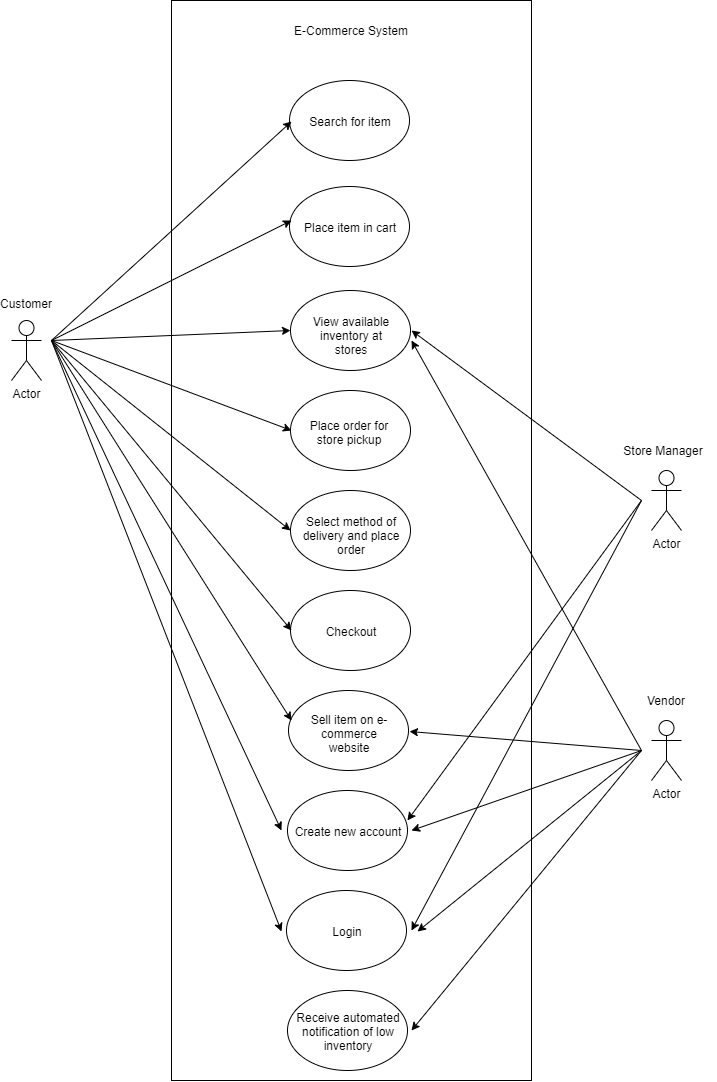 E-Commerce System
Search for item
Place item in cart
Customer
Actor
View available
inventory at
stores
Place order for
store pickup
Store Manager
Actor
Select method of
delivery and place
order
Checkout
Sell item on e-
commerce
website
Vendor
Actor
Create new account
Login
Receive automated
notification of low
inventory